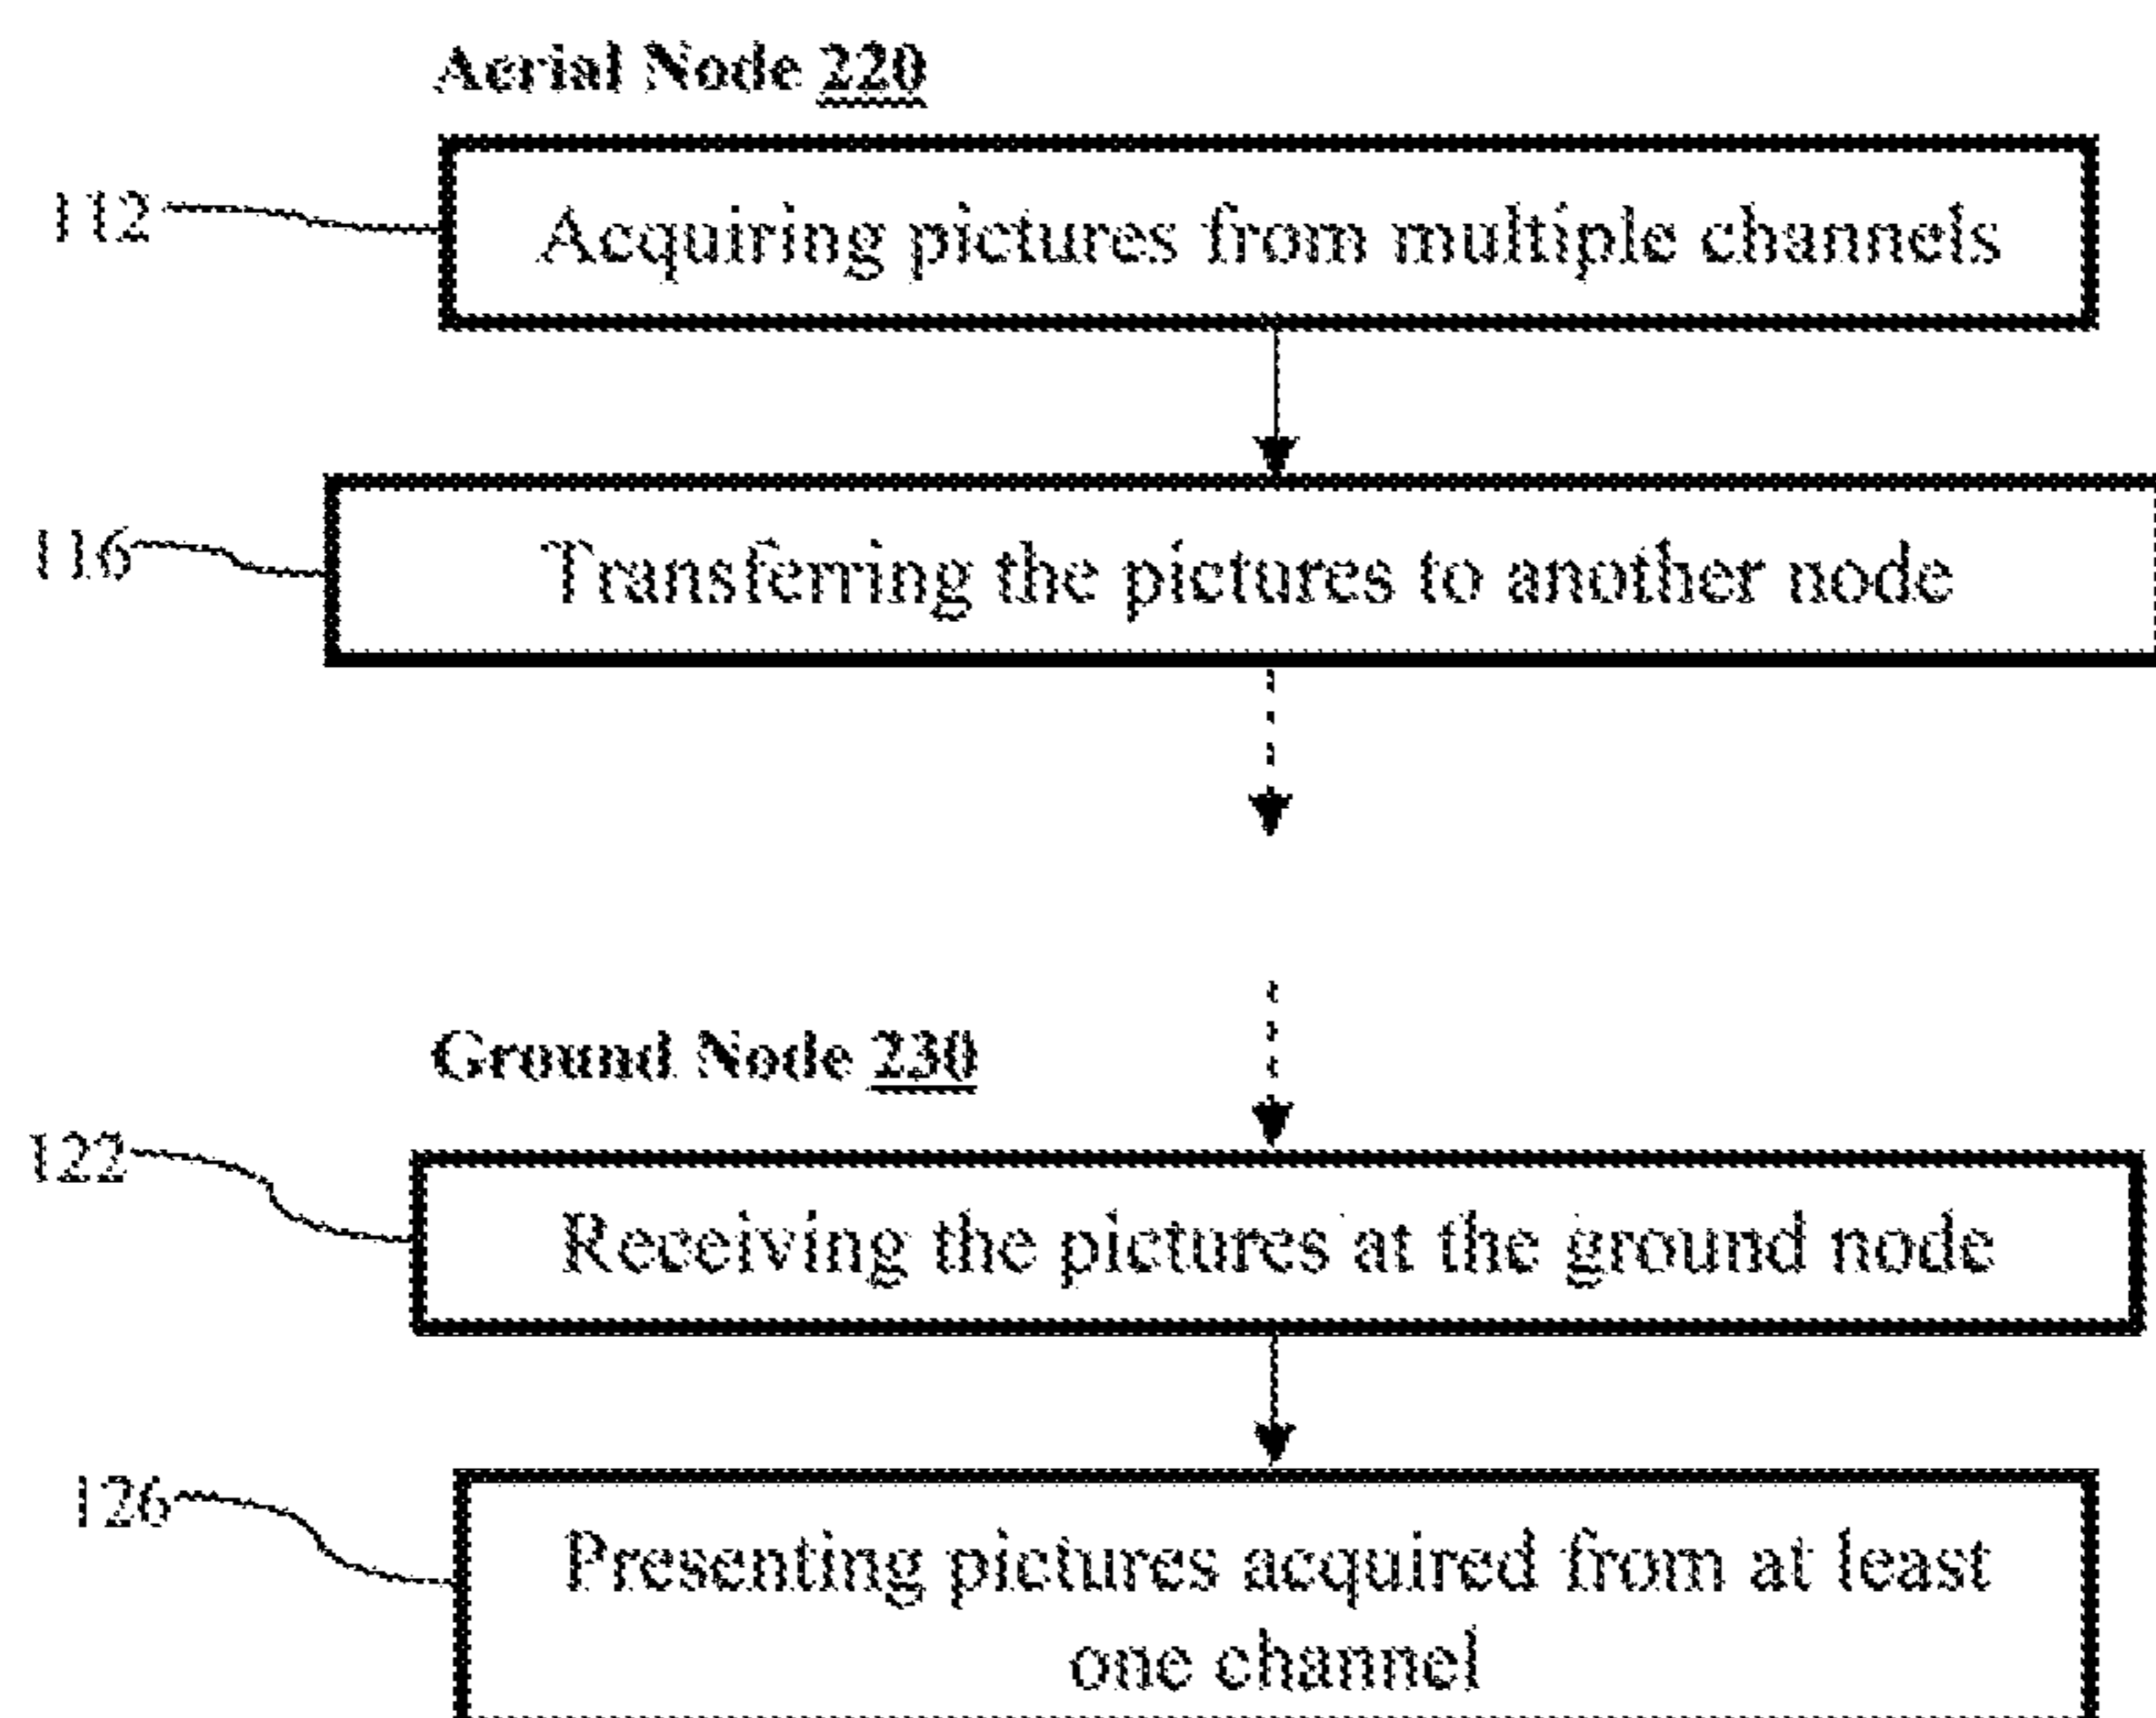 Aerial Node 220
112
Acquiring pictures from multiple channels
116
Transferring the pictures to another node
Ground Node 230
122
Receiving the pictures at the ground node
126
Presenting pictures acquired from at least
one channel